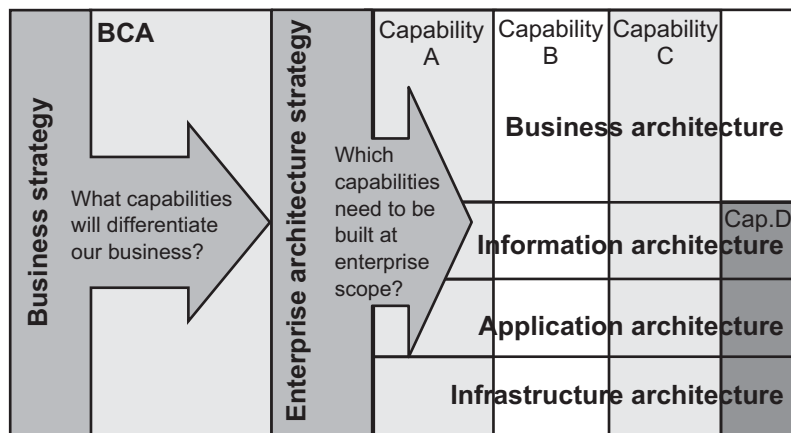 Business strategy
BCA
What capabilities
will differentiate
our business?
Enterprise architecture strategy
Which
capabilities
need to be
built at
enterprise
scope?
Capability
A
Capability
B
Capability
C
Business architecture
Cap.D
Information architecture
Application architecture
Infrastructure architecture